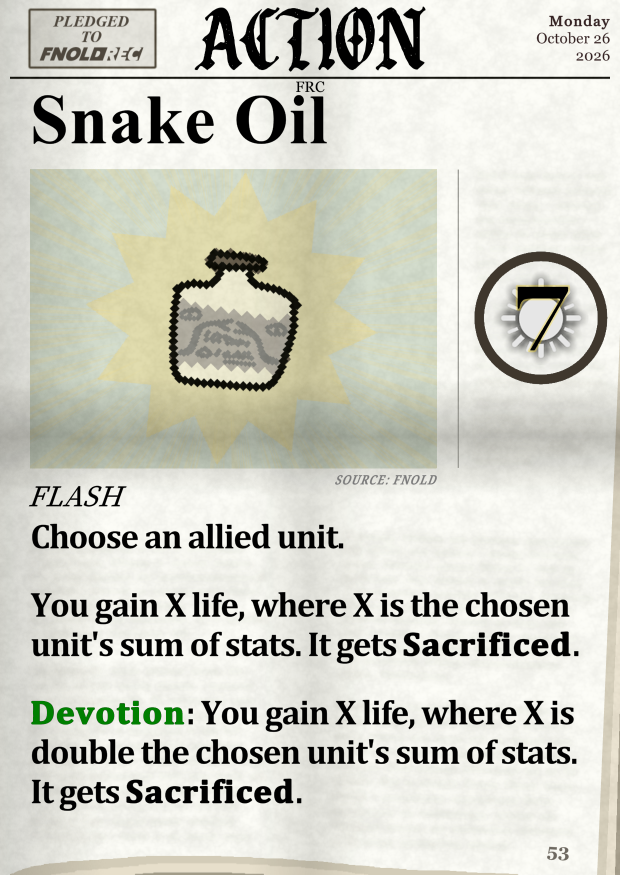 PLEDGED
TO
FNOLD REC
ACTION
Monday
October 26
2026
FRC
Snake Oil
7
SOURCE: FNOLD
FLASH
Choose an allied unit.
You gain X life, where X is the chosen
unit's sum of stats. It gets Sacrificed.
Devotion: You gain X life, where X is
double the chosen unit's sum of stats.
It gets Sacrificed.
53